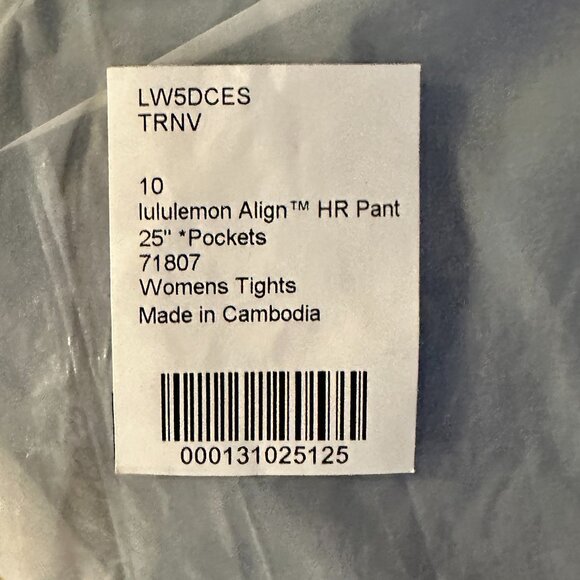 LW5DCES
TRNV
10
lululemon Align™ HR Pant
25" *Pockets
71807
Womens Tights
Made in Cambodia
000131025125